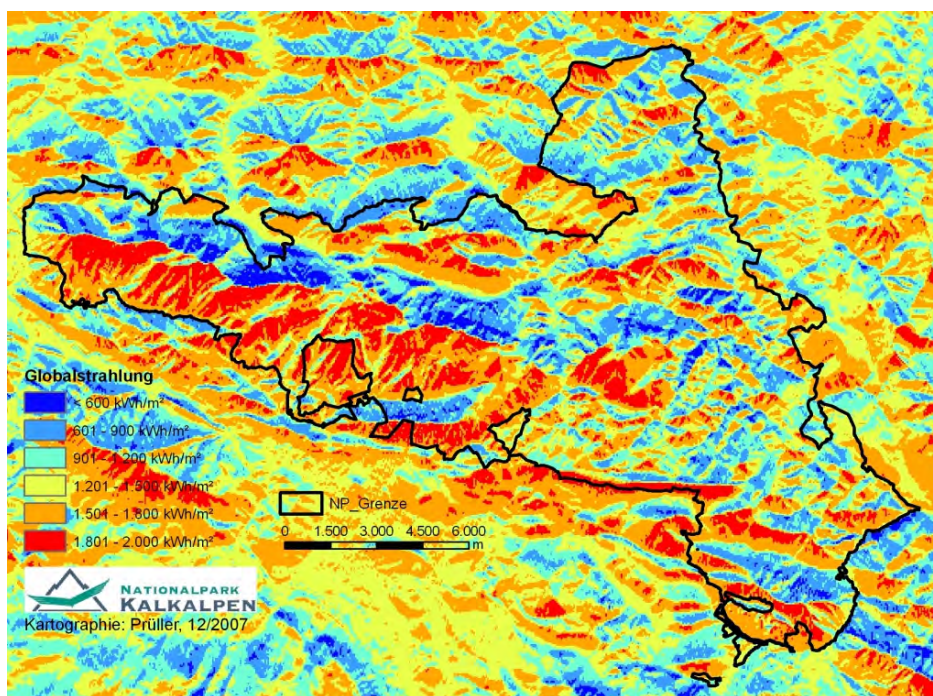 Globalstrahlung
< 600 kWh/m²
601 - 900 kWh/m²
901 - 1.200 kWh/m²
1.201 - 1.500 kWh/m²
1.501 - 1.800 kWh/m²
1.801 - 2.000 kWh/m²
NP_Grenze
0 1.500 3.000 4.500 6.000
m
NATIONALPARK
KALKALPEN
Kartographie: Prüller, 12/2007